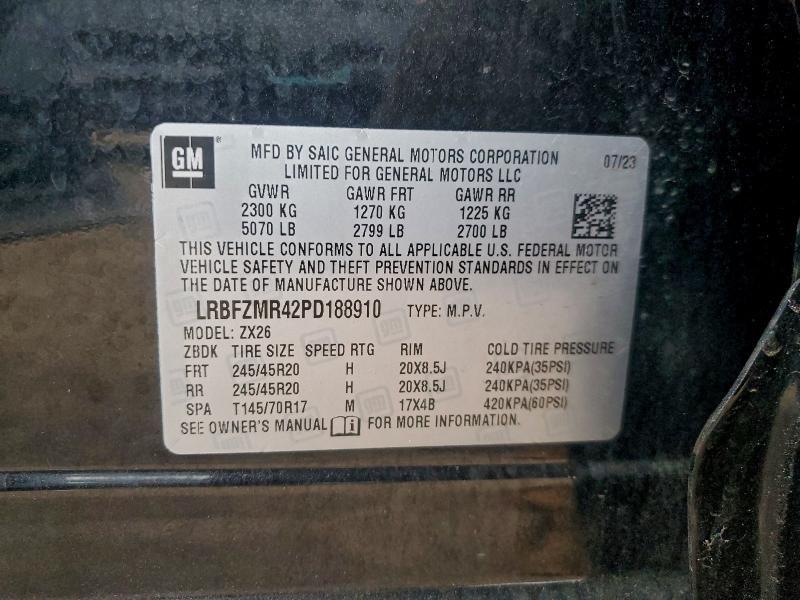 GM
MFD BY SAIC GENERAL MOTORS CORPORATION 07/23
LIMITED FOR GENERAL MOTORS LLC
GVWR GAWR FRT GAWR RR
2300 KG 1270 KG 1225 KG
5070 LB 2799 LB 2700 LB
THIS VEHICLE CONFORMS TO ALL APPLICABLE U.S. FEDERAL MOTOR
VEHICLE SAFETY AND THEFT PREVENTION STANDARDS IN EFFECT ON
THE DATE OF MANUFACTURE SHOWN ABOVE.
LRBFZMR42PD188910 TYPE: M.P.V.
MODEL: ZX26
ZBDK TIRE SIZE SPEED RTG RIM COLD TIRE PRESSURE
FRT 245/45R20 H 20X8.5J 240KPA(35PSI)
RR 245/45R20 H 20X8.5J 240KPA(35PSI)
SPA T145/70R17 M 17X4B 420KPA(60PSI)
SEE OWNER'S MANUAL FOR MORE INFORMATION.